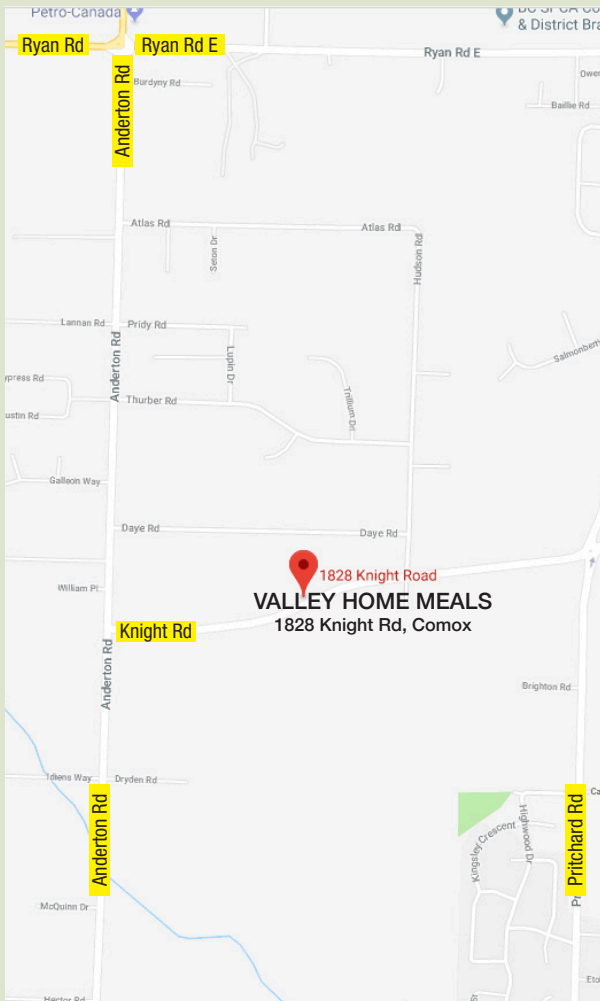 Petro-Canada
BC SPCA Co
& District Bra
Ryan Rd
Ryan Rd E
Ryan Rd E
Anderton Rd
Burdyny Rd
Ower
Baillie Rd
Atlas Rd
Atlas Rd
Seton Dr
Hudson Rd
Lannan Rd
Pridy Rd
Anderton Rd
Lupin Dr
Salmonberr
ypress Rd
Trillium Dr
Thurber Rd
ustin Rd
Galleon Way
Daye Rd
Daye Rd
1828 Knight Road
William Pl
VALLEY HOME MEALS
1828 Knight Rd, Comox
Knight Rd
Anderton Rd
Brighton Rd
Idiens Way
Dryden Rd
Ca
Anderton Rd
Kingsley Crescent
Highwood Dr
Pritchard Rd
Pr
McQuinn Dr
Eto
Hector Rd